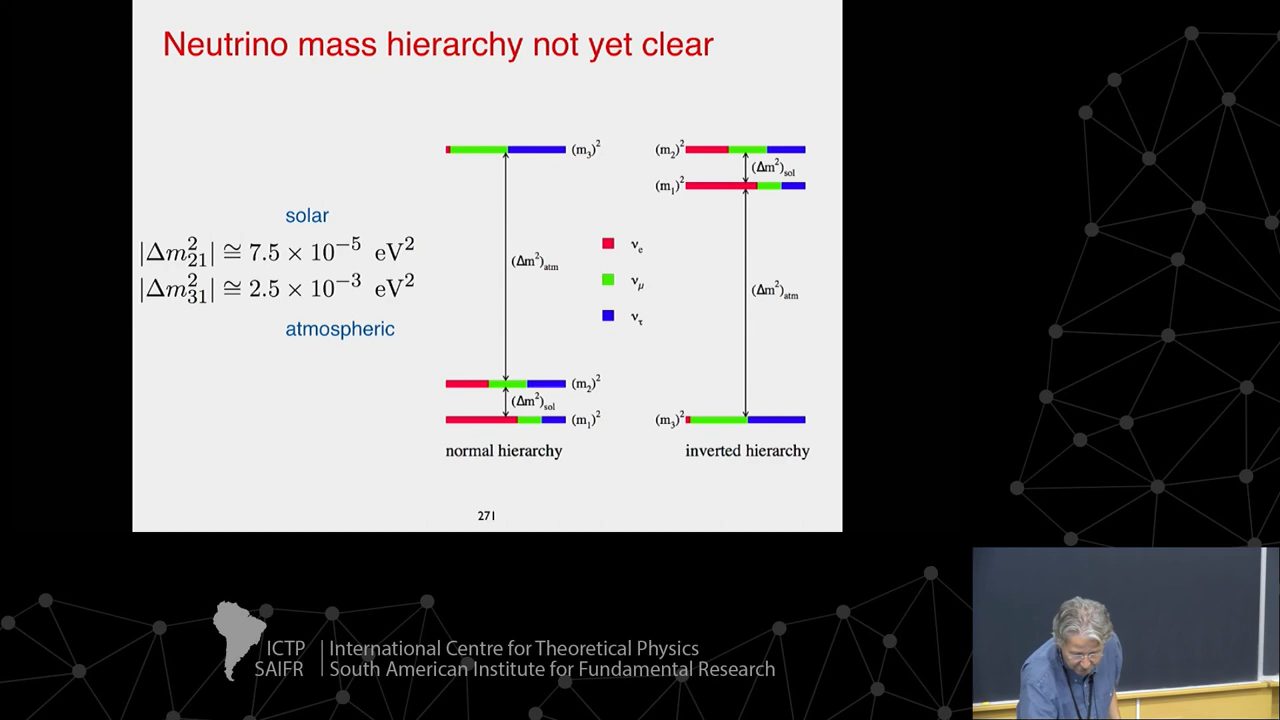 Neutrino mass hierarchy not yet clear
solar
|Δm²₂₁| ≅ 7.5 × 10⁻⁵ eV²
|Δm²₃₁| ≅ 2.5 × 10⁻³ eV²
atmospheric
(m₃)²
(Δm²)atm
(m₂)²
(Δm²)sol
(m₁)²
normal hierarchy
νe
νμ
ντ
(m₂)²
(Δm²)sol
(m₁)²
(Δm²)atm
(m₃)²
inverted hierarchy
271
ICTP | International Centre for Theoretical Physics
SAIFR | South American Institute for Fundamental Research